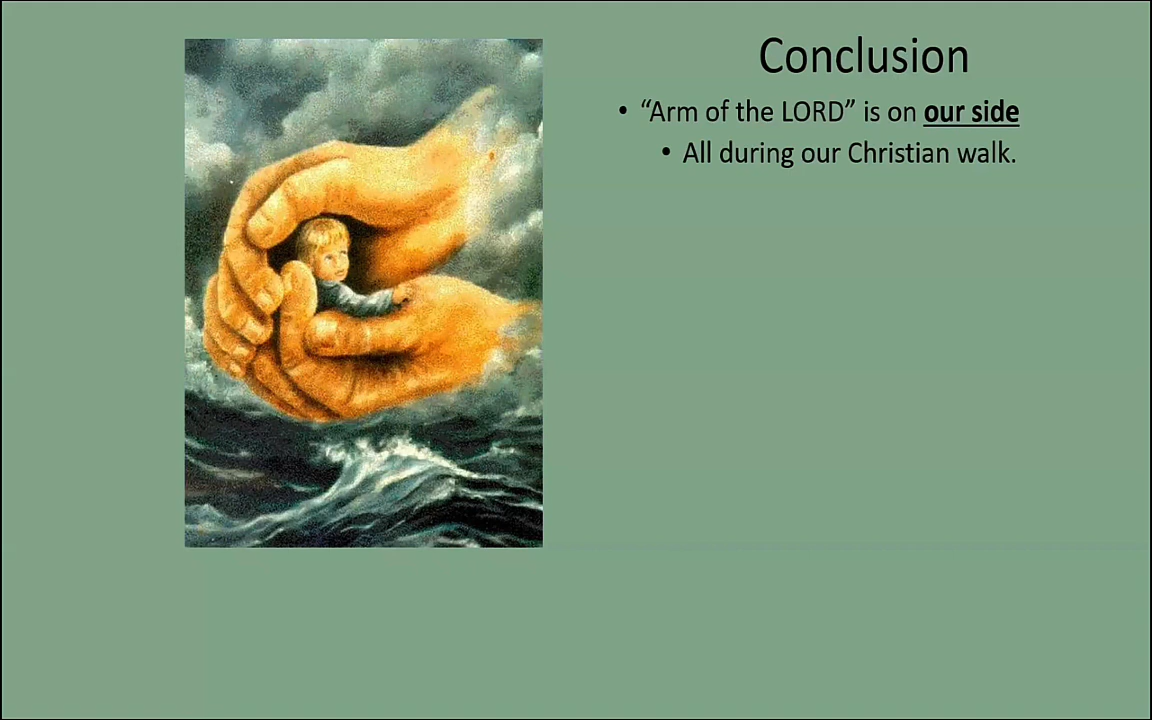 Conclusion
• “Arm of the LORD” is on our side
• All during our Christian walk.